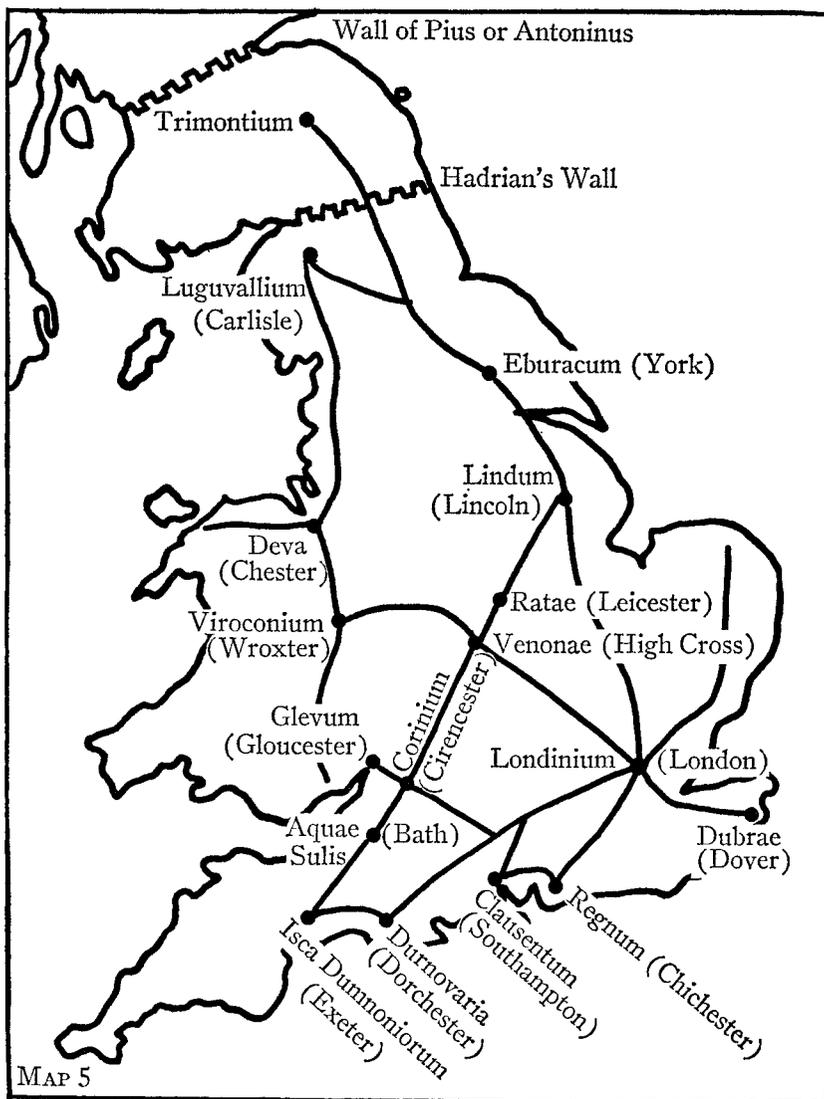 Wall of Pius or Antoninus
Trimontium
Hadrian's Wall
Luguvallium
(Carlisle)
Eburacum (York)
Lindum
(Lincoln)
Deva
(Chester)
Ratae (Leicester)
Viroconium
(Wroxter)
Venonae (High Cross)
Corinium
(Cirencester)
Glevum
(Gloucester)
Londinium
(London)
Aquae
Sulis
(Bath)
Dubrae
(Dover)
Clausentum
(Southampton)
Regnum (Chichester)
Durnovaria
(Dorchester)
Isca Dumnoniorum
(Exeter)
MAP 5